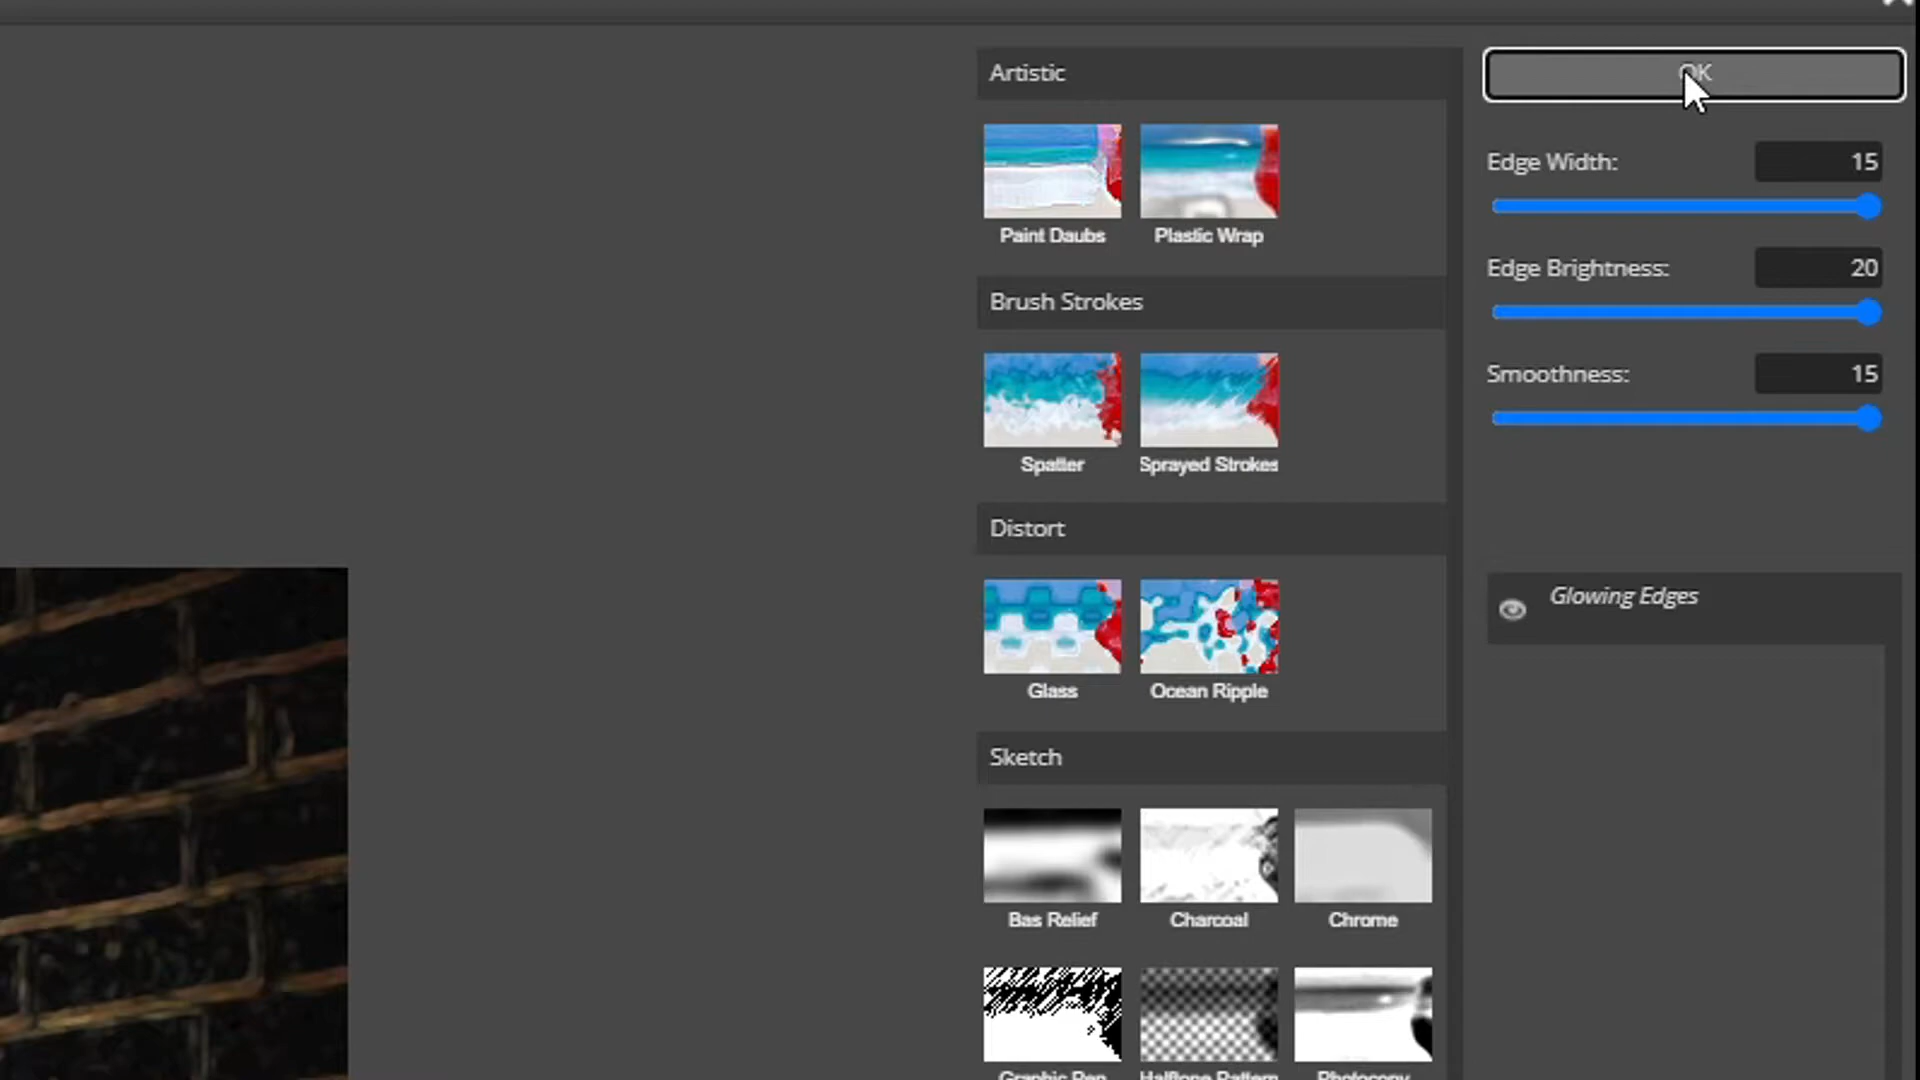 Artistic
OK
Edge Width:
15
Paint Daubs
Plastic Wrap
Edge Brightness:
20
Brush Strokes
Smoothness:
15
Spatter
Sprayed Strokes
Distort
Glowing Edges
Glass
Ocean Ripple
Sketch
Bas Relief
Charcoal
Chrome
Graphic Pen
Halftone Pattern
Photocopy